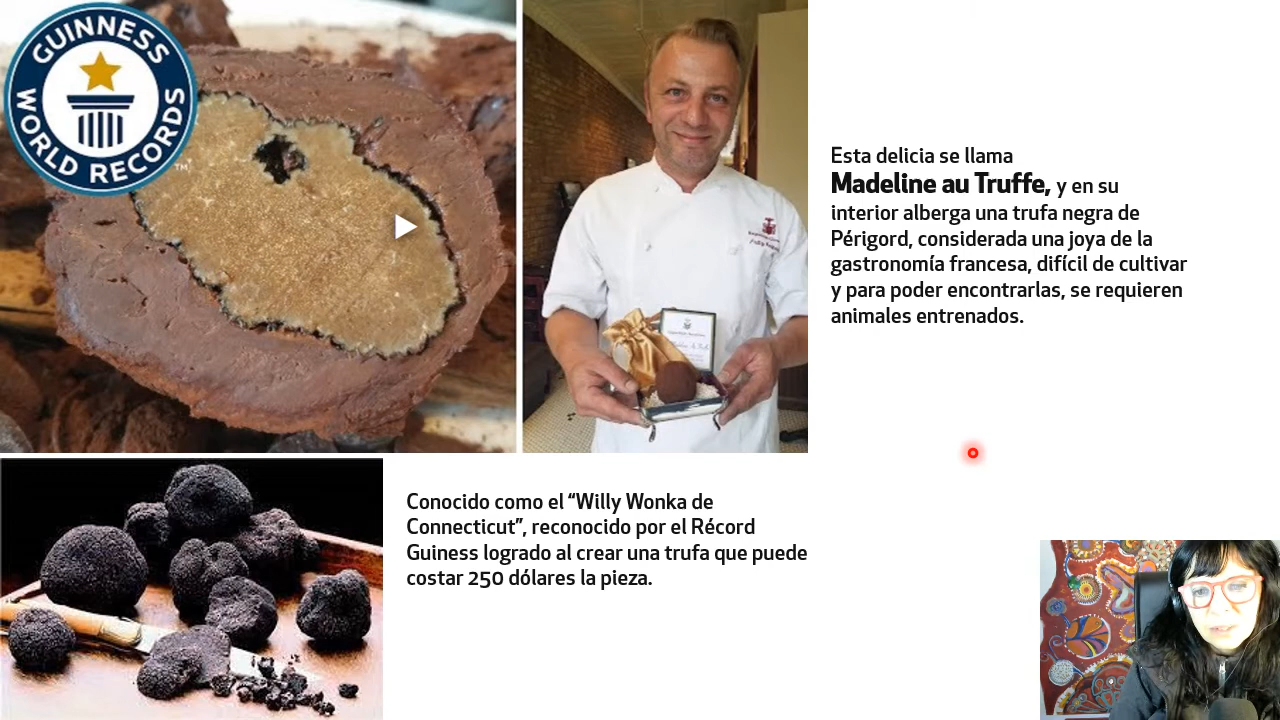 GUINNESS
WORLD RECORDS
TM
Esta delicia se llama
Madeline au Truffe, y en su
interior alberga una trufa negra de
Périgord, considerada una joya de la
gastronomía francesa, difícil de cultivar
y para poder encontrarlas, se requieren
animales entrenados.
Conocido como el “Willy Wonka de
Connecticut”, reconocido por el Récord
Guiness logrado al crear una trufa que puede
costar 250 dólares la pieza.